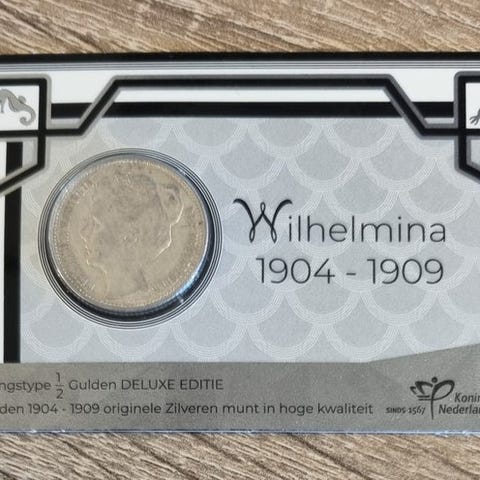 Wilhelmina
1904 - 1909
ngstype 1/2 Gulden DELUXE EDITIE
den 1904 - 1909 originele Zilveren munt in hoge kwaliteit
SINDS 1567
Konin
Nederlan